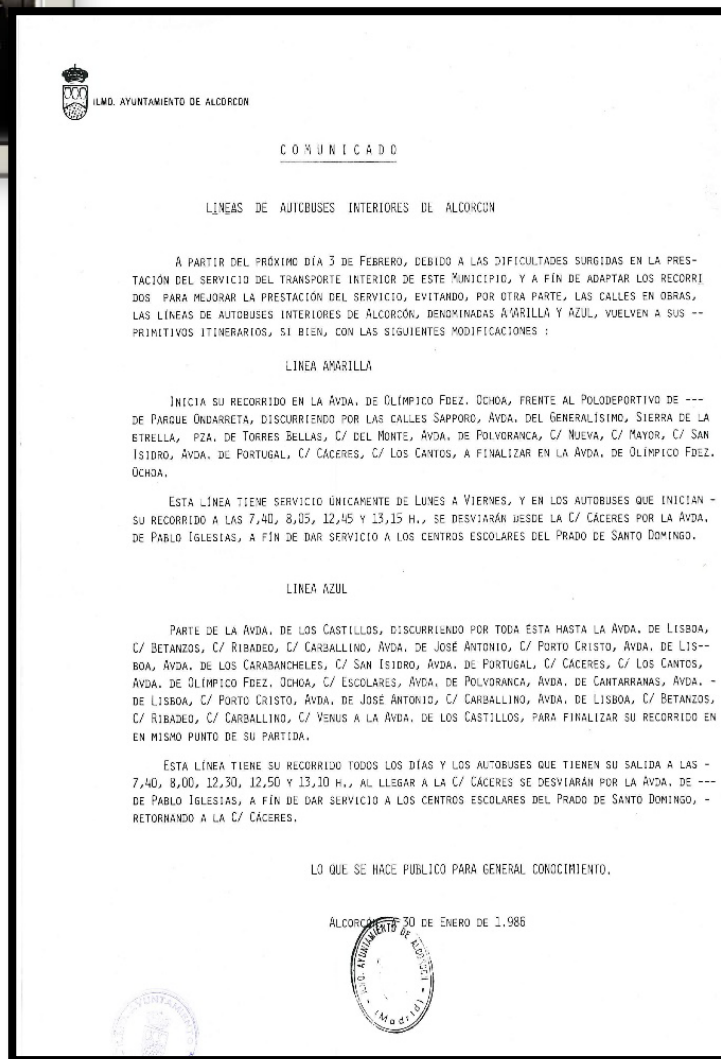 ILMO. AYUNTAMIENTO DE ALCORCON
COMUNICADO
LINEAS DE AUTOBUSES INTERIORES DE ALCORCON
A PARTIR DEL PRÓXIMO DÍA 3 DE FEBRERO, DEBIDO A LAS DIFICULTADES SURGIDAS EN LA PRES-
TACIÓN DEL SERVICIO DEL TRANSPORTE INTERIOR DE ESTE MUNICIPIO, Y A FÍN DE ADAPTAR LOS RECORRI
DOS PARA MEJORAR LA PRESTACIÓN DEL SERVICIO, EVITANDO, POR OTRA PARTE, LAS CALLES EN OBRAS,
LAS LÍNEAS DE AUTOBUSES INTERIORES DE ALCORCÓN, DENOMINADAS AMARILLA Y AZUL, VUELVEN A SUS --
PRIMITIVOS ITINERARIOS, SI BIEN, CON LAS SIGUIENTES MODIFICACIONES :
LINEA AMARILLA
INICIA SU RECORRIDO EN LA AVDA. DE OLÍMPICO FDEZ. OCHOA, FRENTE AL POLODEPORTIVO DE ---
DE PARQUE ONDARRETA, DISCURRIENDO POR LAS CALLES SAPPORO, AVDA. DEL GENERALÍSIMO, SIERRA DE LA
ETRELLA, PZA. DE TORRES BELLAS, C/ DEL MONTE, AVDA. DE POLVORANCA, C/ NUEVA, C/ MAYOR, C/ SAN
ISIDRO, AVDA. DE PORTUGAL, C/ CÁCERES, C/ LOS CANTOS, A FINALIZAR EN LA AVDA. DE OLÍMPICO FDEZ.
OCHOA.
ESTA LÍNEA TIENE SERVICIO ÚNICAMENTE DE LUNES A VIERNES, Y EN LOS AUTOBUSES QUE INICIAN -
SU RECORRIDO A LAS 7,40, 8,05, 12,45 Y 13,15 H., SE DESVIARÁN DESDE LA C/ CÁCERES POR LA AVDA.
DE PABLO IGLESIAS, A FÍN DE DAR SERVICIO A LOS CENTROS ESCOLARES DEL PRADO DE SANTO DOMINGO.
LINEA AZUL
PARTE DE LA AVDA. DE LOS CASTILLOS, DISCURRIENDO POR TODA ÉSTA HASTA LA AVDA. DE LISBOA,
C/ BETANZOS, C/ RIBADEO, C/ CARBALLINO, AVDA. DE JOSÉ ANTONIO, C/ PORTO CRISTO, AVDA. DE LIS--
BOA, AVDA. DE LOS CARABANCHELES, C/ SAN ISIDRO, AVDA. DE PORTUGAL, C/ CÁCERES, C/ LOS CANTOS,
AVDA. DE OLÍMPICO FDEZ. OCHOA, C/ ESCOLARES, AVDA. DE POLVORANCA, AVDA. DE CANTARRANAS, AVDA. -
DE LISBOA, C/ PORTO CRISTO, AVDA. DE JOSÉ ANTONIO, C/ CARBALLINO, AVDA. DE LISBOA, C/ BETANZOS,
C/ RIBADEO, C/ CARBALLINO, C/ VENUS A LA AVDA. DE LOS CASTILLOS, PARA FINALIZAR SU RECORRIDO EN
EN MISMO PUNTO DE SU PARTIDA.
ESTA LÍNEA TIENE SU RECORRIDO TODOS LOS DÍAS Y LOS AUTOBUSES QUE TIENEN SU SALIDA A LAS -
7,40, 8,00, 12,30, 12,50 Y 13,10 H., AL LLEGAR A LA C/ CÁCERES SE DESVIARÁN POR LA AVDA. DE ---
DE PABLO IGLESIAS, A FÍN DE DAR SERVICIO A LOS CENTROS ESCOLARES DEL PRADO DE SANTO DOMINGO, -
RETORNANDO A LA C/ CÁCERES.
LO QUE SE HACE PUBLICO PARA GENERAL CONOCIMIENTO.
ALCORCÓN, A 30 DE ENERO DE 1.986
ILMO. AYUNTAMIENTO DE ALCORCON
(Madrid)
AYUNTAMIENTO